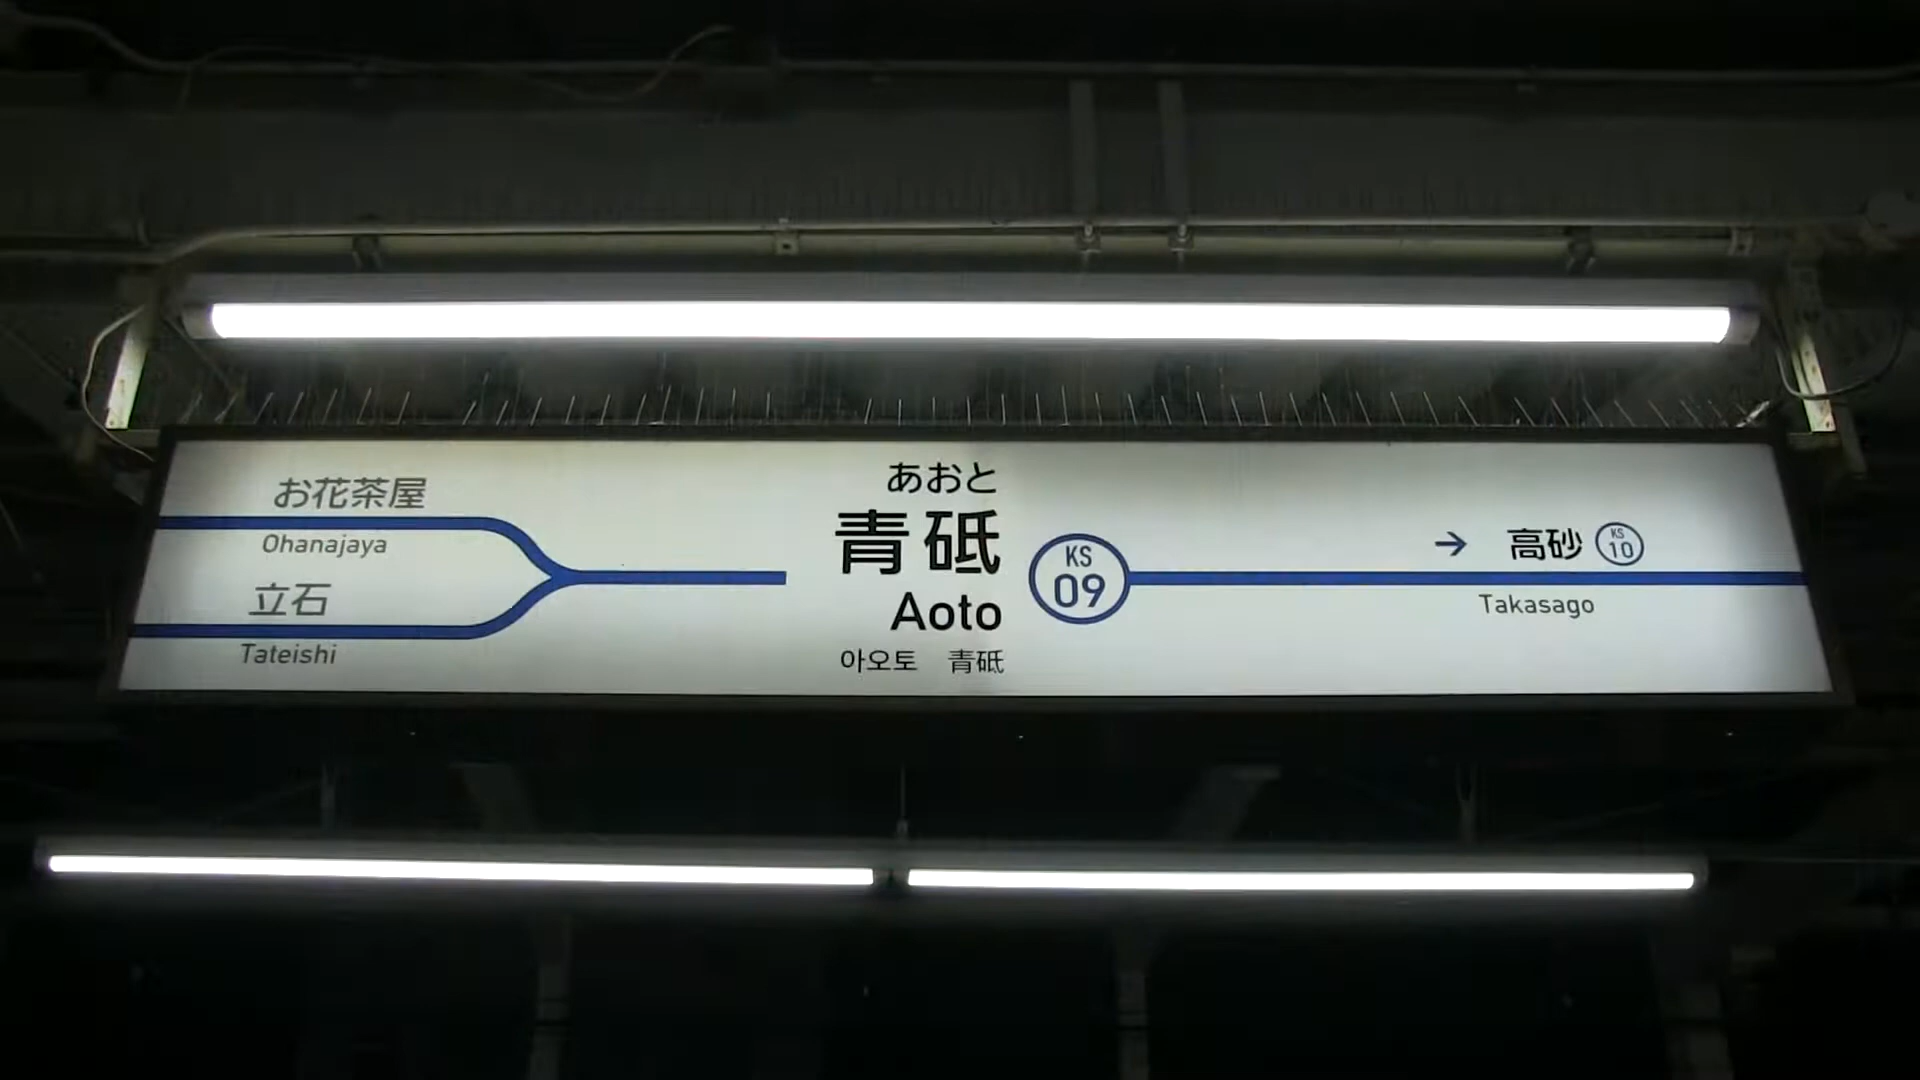 お花茶屋
Ohanajaya
立石
Tateishi
あおと
青砥
Aoto
아오토 青砥
KS
09
→ 高砂 KS 10
Takasago